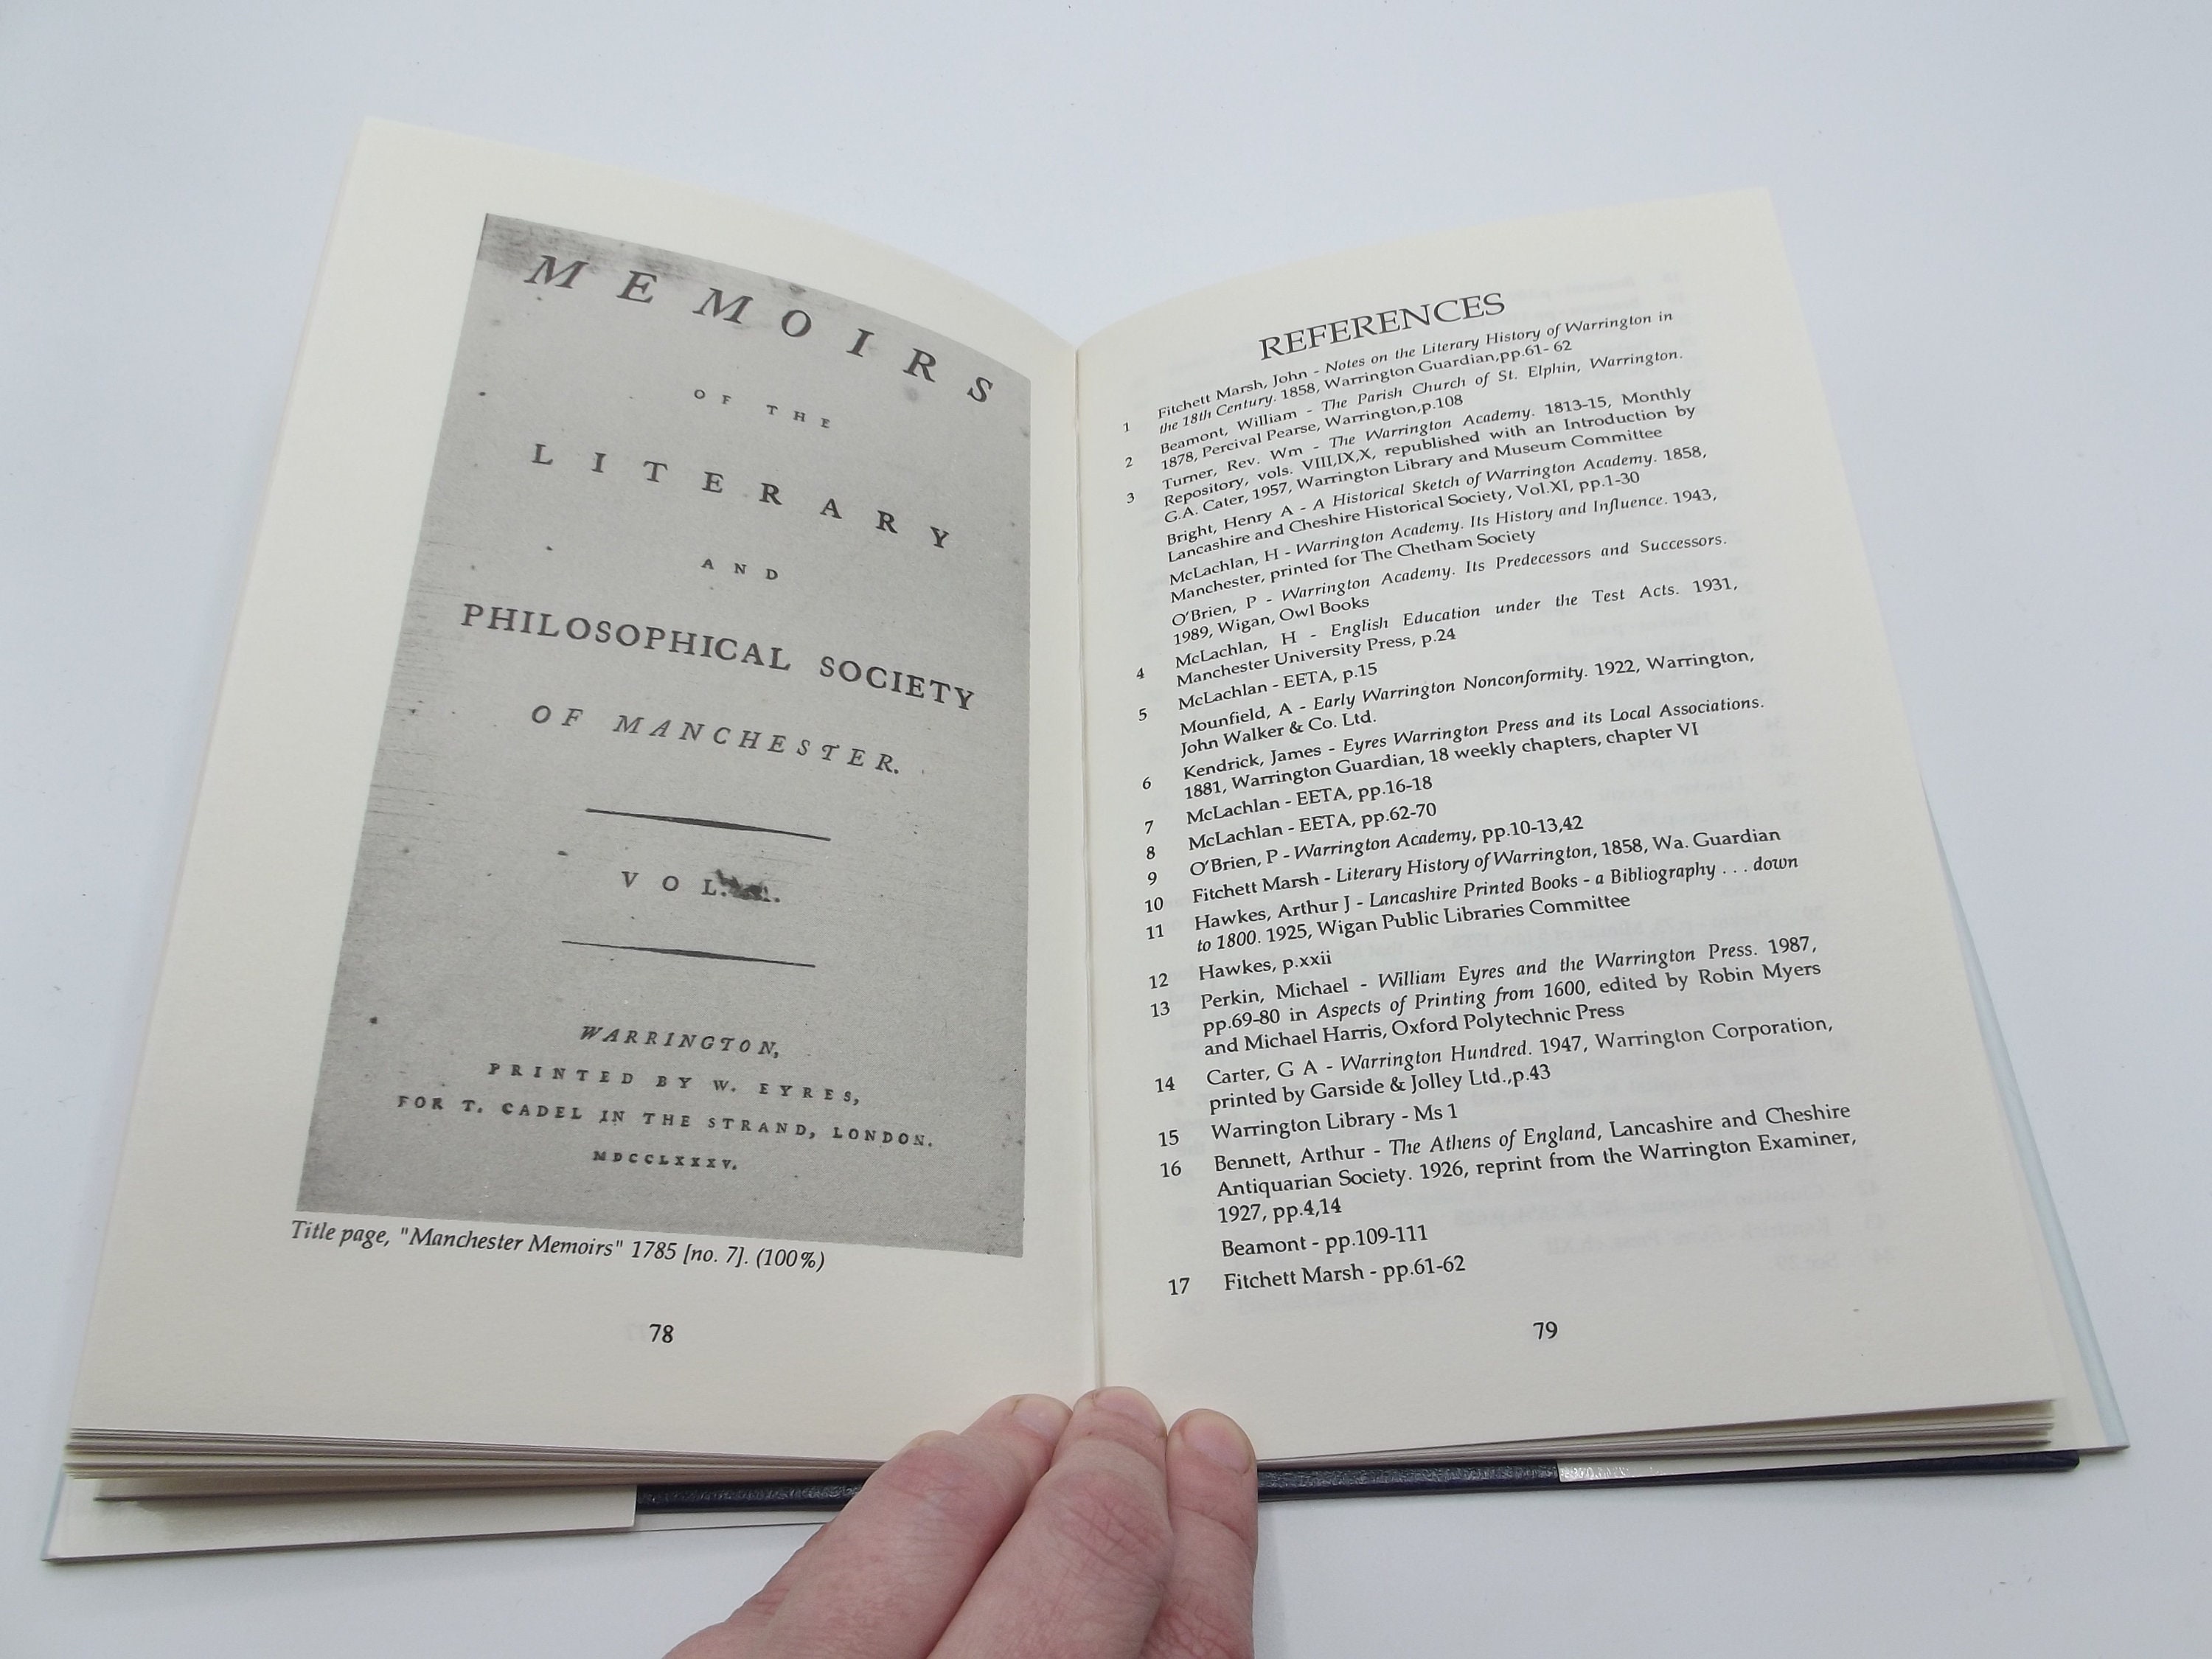 MEMOIRS
OF THE
LITERARY
AND
PHILOSOPHICAL SOCIETY
OF MANCHESTER.
VOL.
WARRINGTON,
PRINTED BY W. EYRES,
FOR T. CADEL IN THE STRAND, LONDON.
MDCCLXXXV.
Title page, "Manchester Memoirs" 1785 [no. 7]. (100%)
78
REFERENCES
1 Fitchett Marsh, John - Notes on the Literary History of Warrington in
the 18th Century. 1858, Warrington Guardian,pp.61- 62
2 Beamont, William - The Parish Church of St. Elphin, Warrington.
1878, Percival Pearse, Warrington,p.108
3 Turner, Rev. Wm - The Warrington Academy. 1813-15, Monthly
Repository, vols. VIII,IX,X, republished with an Introduction by
G.A. Cater, 1957, Warrington Library and Museum Committee
Bright, Henry A - A Historical Sketch of Warrington Academy. 1858,
Lancashire and Cheshire Historical Society, Vol.XI, pp.1-30
McLachlan, H - Warrington Academy. Its History and Influence. 1943,
Manchester, printed for The Chetham Society
O'Brien, P - Warrington Academy. Its Predecessors and Successors.
1989, Wigan, Owl Books
4 McLachlan, H - English Education under the Test Acts. 1931,
Manchester University Press, p.24
5 McLachlan - EETA, p.15
Mounfield, A - Early Warrington Nonconformity. 1922, Warrington,
John Walker & Co. Ltd.
6 Kendrick, James - Eyres Warrington Press and its Local Associations.
1881, Warrington Guardian, 18 weekly chapters, chapter VI
7 McLachlan - EETA, pp.16-18
8 McLachlan - EETA, pp.62-70
9 O'Brien, P - Warrington Academy, pp.10-13,42
10 Fitchett Marsh - Literary History of Warrington, 1858, Wa. Guardian
11 Hawkes, Arthur J - Lancashire Printed Books - a Bibliography . . . down
to 1800. 1925, Wigan Public Libraries Committee
12 Hawkes, p.xxii
13 Perkin, Michael - William Eyres and the Warrington Press. 1987,
pp.69-80 in Aspects of Printing from 1600, edited by Robin Myers
and Michael Harris, Oxford Polytechnic Press
14 Carter, G A - Warrington Hundred. 1947, Warrington Corporation,
printed by Garside & Jolley Ltd.,p.43
15 Warrington Library - Ms 1
16 Bennett, Arthur - The Athens of England, Lancashire and Cheshire
Antiquarian Society. 1926, reprint from the Warrington Examiner,
1927, pp.4,14
Beamont - pp.109-111
17 Fitchett Marsh - pp.61-62
79